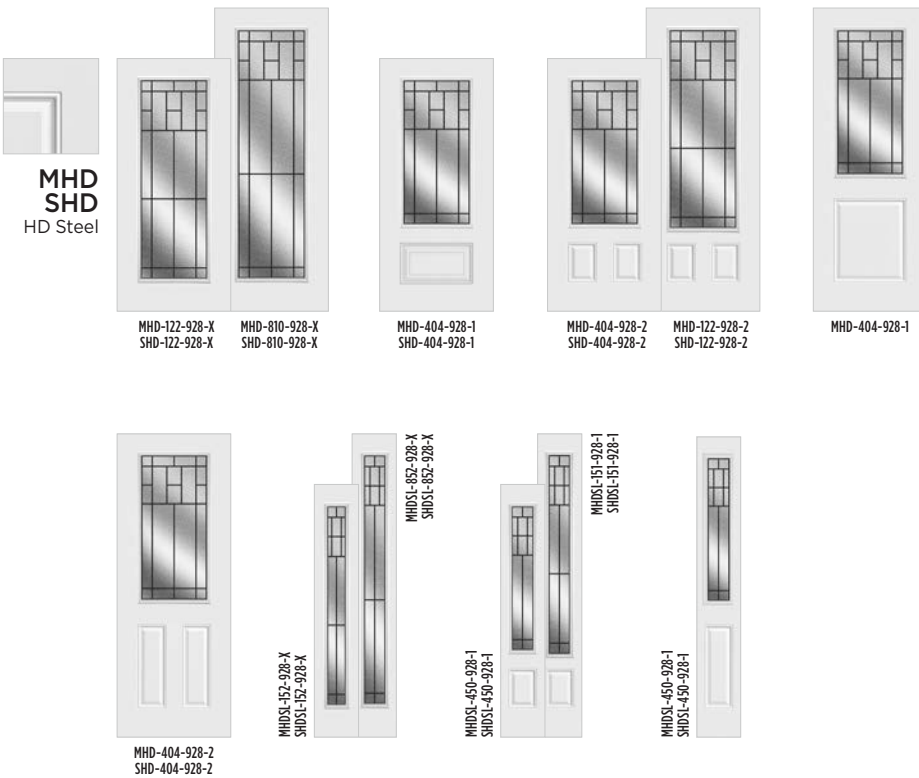 MHD
SHD
HD Steel
MHD-122-928-X
SHD-122-928-X
MHD-810-928-X
SHD-810-928-X
MHD-404-928-1
SHD-404-928-1
MHD-404-928-2
SHD-404-928-2
MHD-122-928-2
SHD-122-928-2
MHD-404-928-1
MHD-404-928-2
SHD-404-928-2
MHDSL-152-928-X
SHDSL-152-928-X
MHDSL-852-928-X
SHDSL-852-928-X
MHDSL-450-928-1
SHDSL-450-928-1
MHDSL-151-928-1
SHDSL-151-928-1
MHDSL-450-928-1
SHDSL-450-928-1